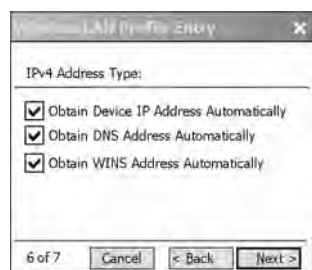 Wireless LAN Profile Entry
IPv4 Address Type:
Obtain Device IP Address Automatically
Obtain DNS Address Automatically
Obtain WINS Address Automatically
6 of 7
Cancel
< Back
Next >